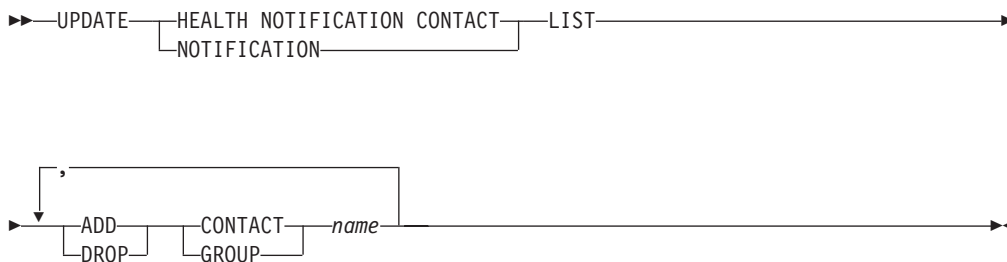 UPDATE HEALTH NOTIFICATION CONTACT LIST
NOTIFICATION
,
ADD CONTACT name
DROP GROUP